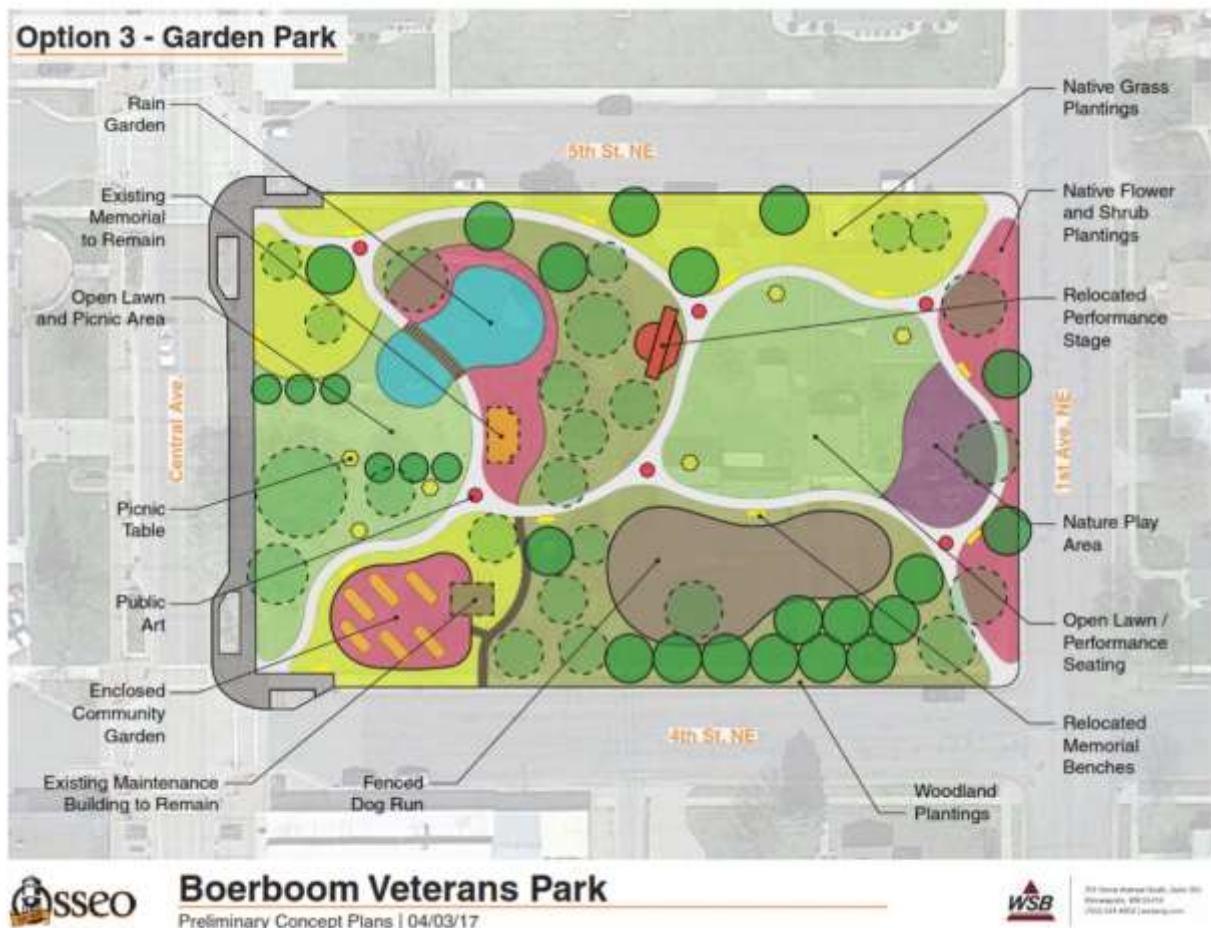 Option 3 - Garden Park
Rain
Garden
Existing
Memorial
to Remain
Open Lawn
and Picnic Area
Picnic
Table
Public
Art
Enclosed
Community
Garden
Existing Maintenance
Building to Remain
Fenced
Dog Run
5th St. NE
Central Ave.
1st Ave. NE
4th St. NE
Native Grass
Plantings
Native Flower
and Shrub
Plantings
Relocated
Performance
Stage
Nature Play
Area
Open Lawn /
Performance
Seating
Relocated
Memorial
Benches
Woodland
Plantings
Osseo
Boerboom Veterans Park
Preliminary Concept Plans | 04/03/17
WSB